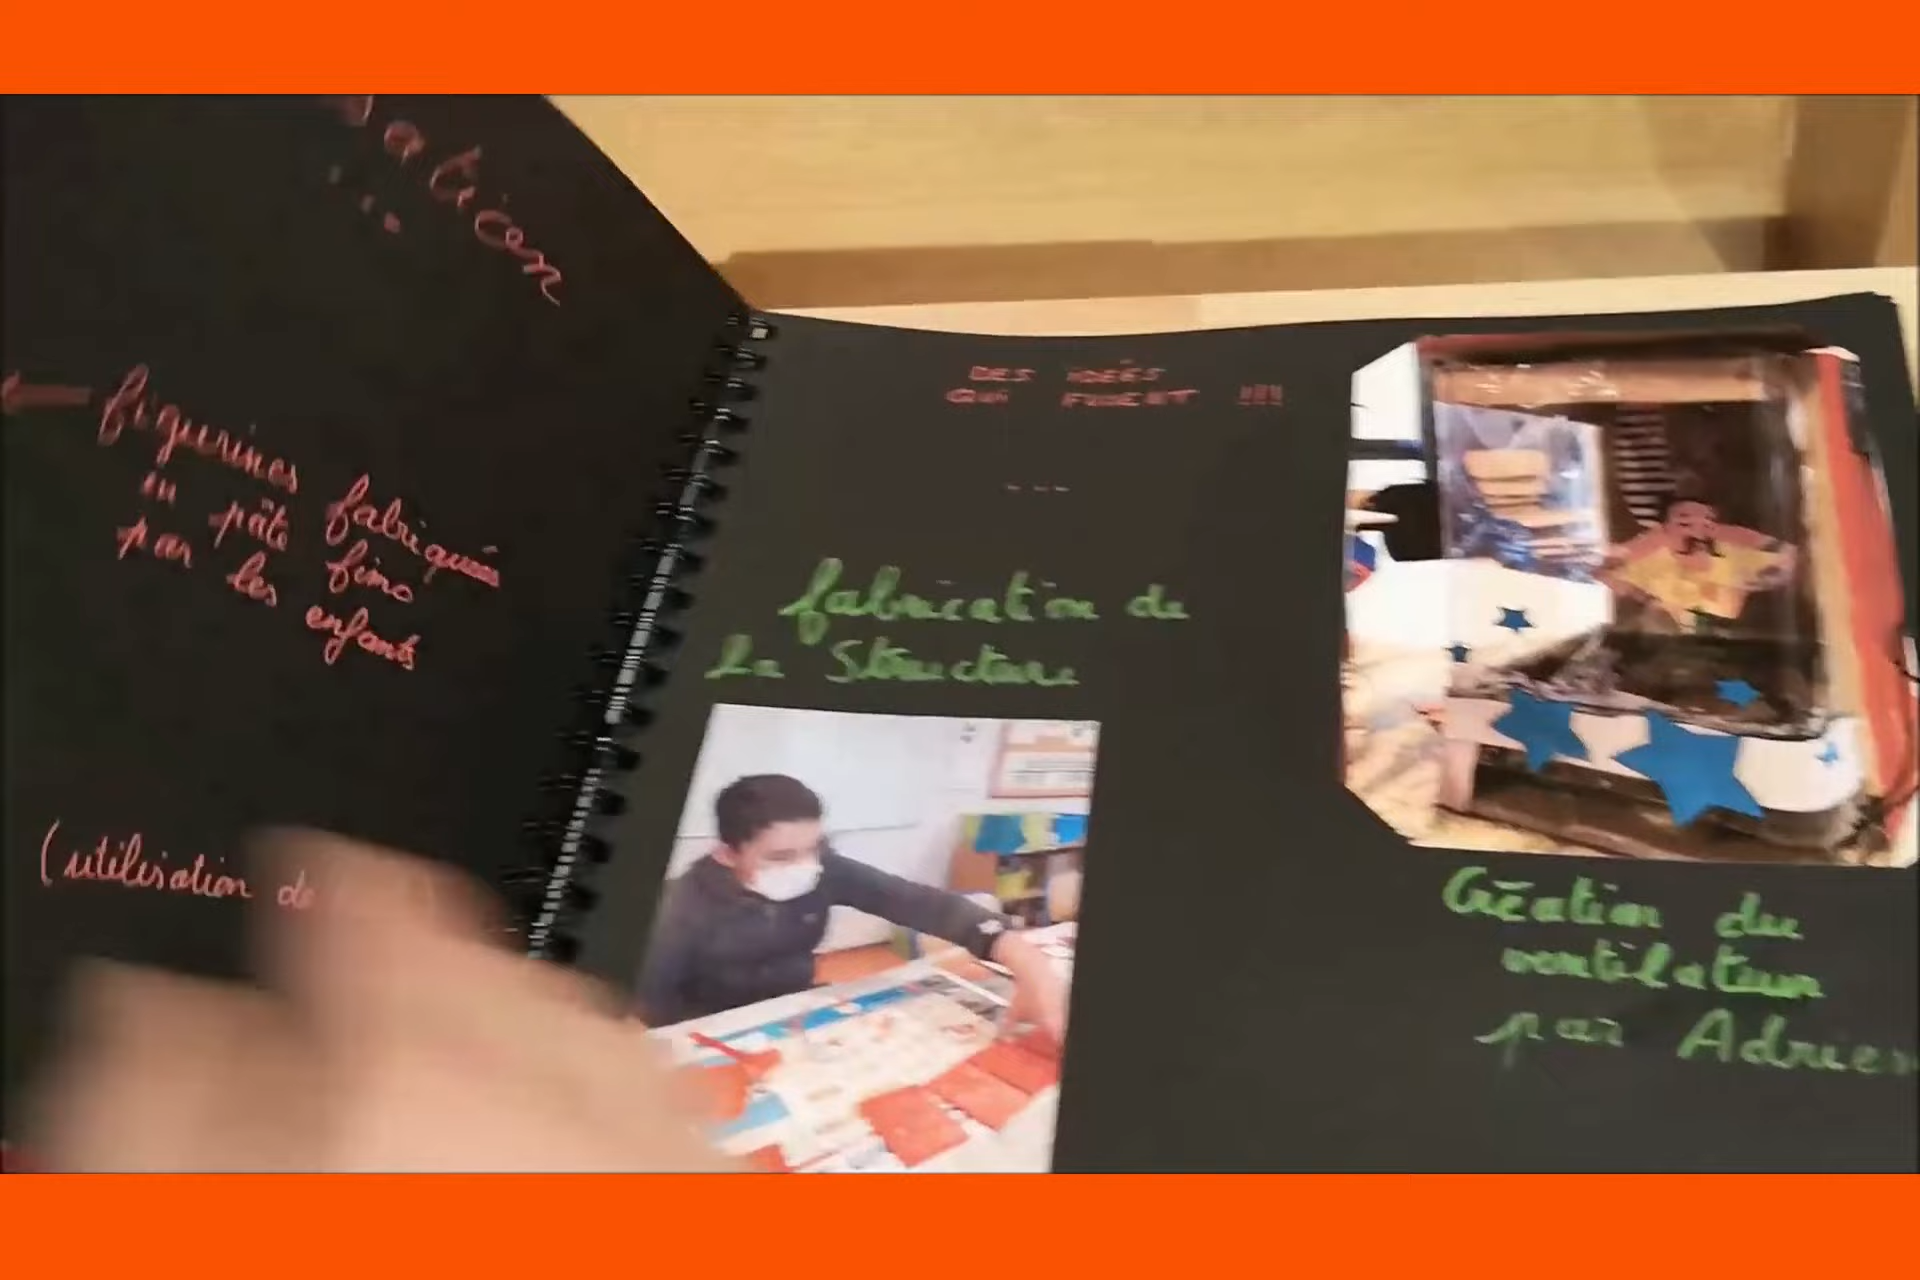 figurines fabriqués
en pâte fimo
par les enfants
(utilisation de
DES IDÉES
QUI FUSENT !!!
...
fabrication de
la Structure
Création du
ventilateur
par Adrien